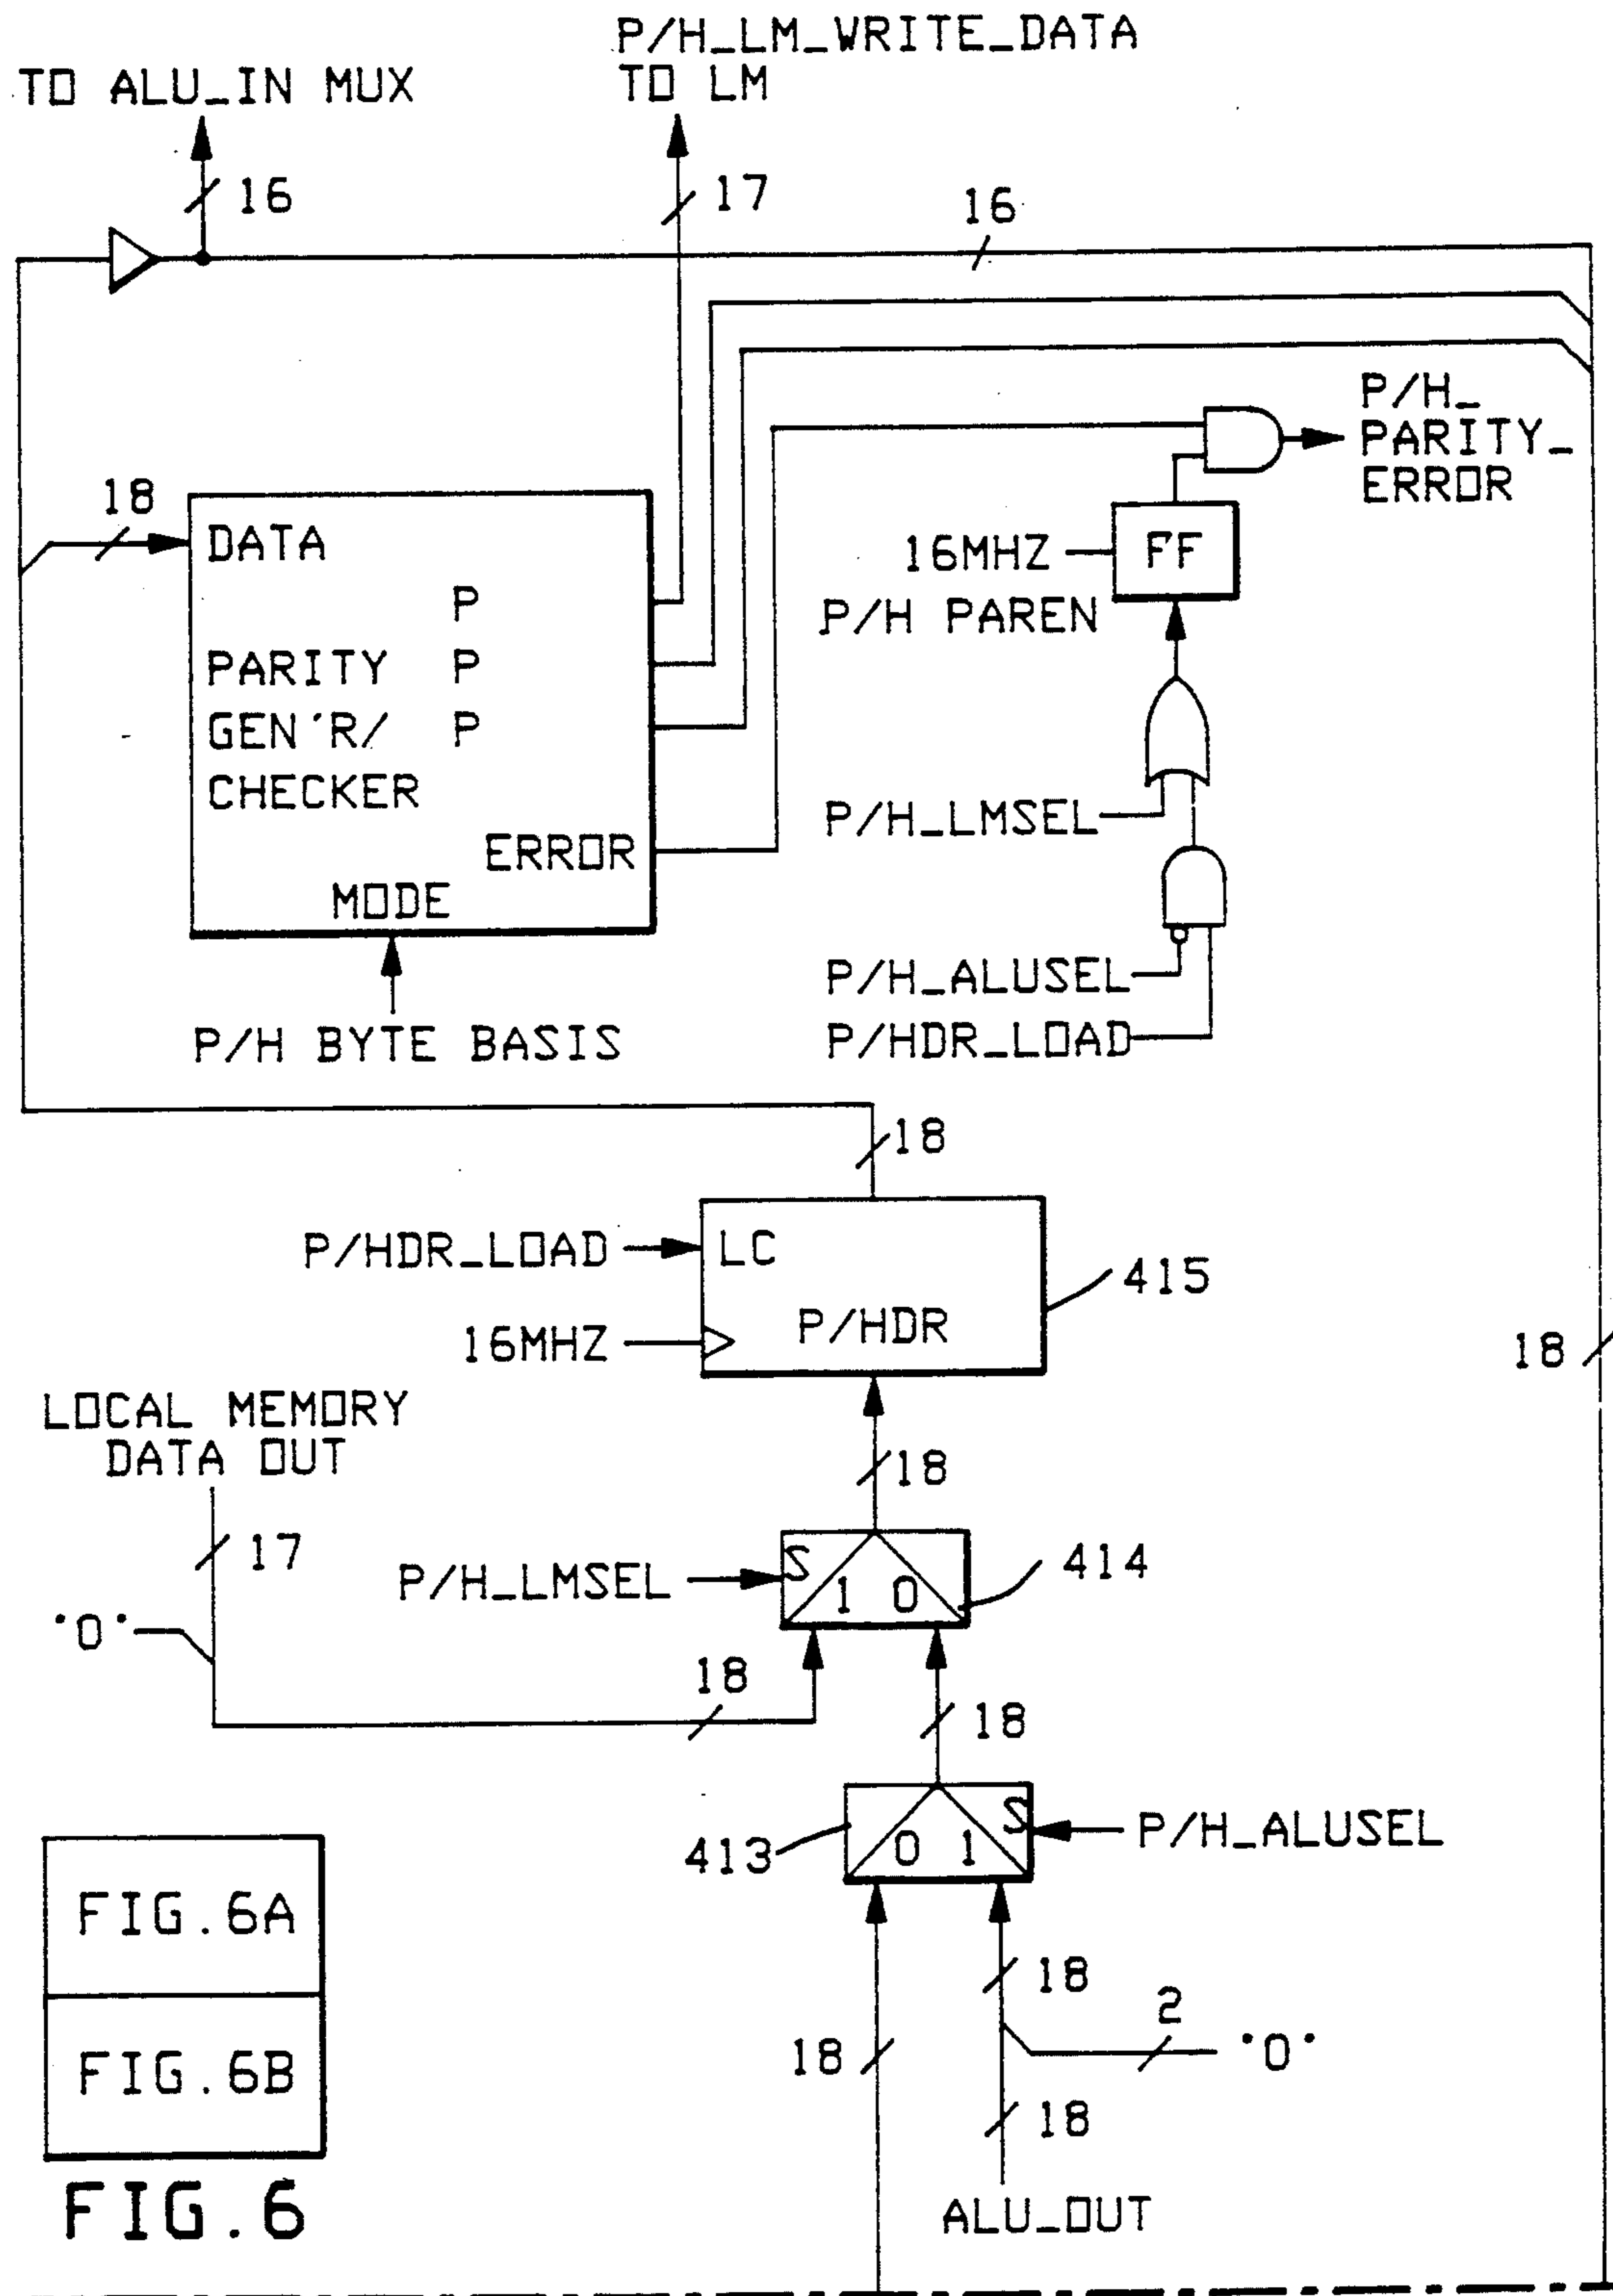 P/H_LM_WRITE_DATA
TO ALU_IN MUX
TO LM
16
17
16
P/H_
PARITY_
ERROR
18
DATA
16MHZ
FF
P
P/H PAREN
PARITY P
GEN'R/ P
CHECKER
P/H_LMSEL
ERROR
MODE
P/H_ALUSEL
P/H BYTE BASIS
P/HDR_LOAD
18
P/HDR_LOAD
LC
415
P/HDR
16MHZ
18
LOCAL MEMORY
DATA OUT
18
17
P/H_LMSEL
S
1 0
414
'0'
18
18
413
0 1
S
P/H_ALUSEL
FIG.6A
18
2
18
'0'
FIG.6B
18
FIG.6
ALU_OUT